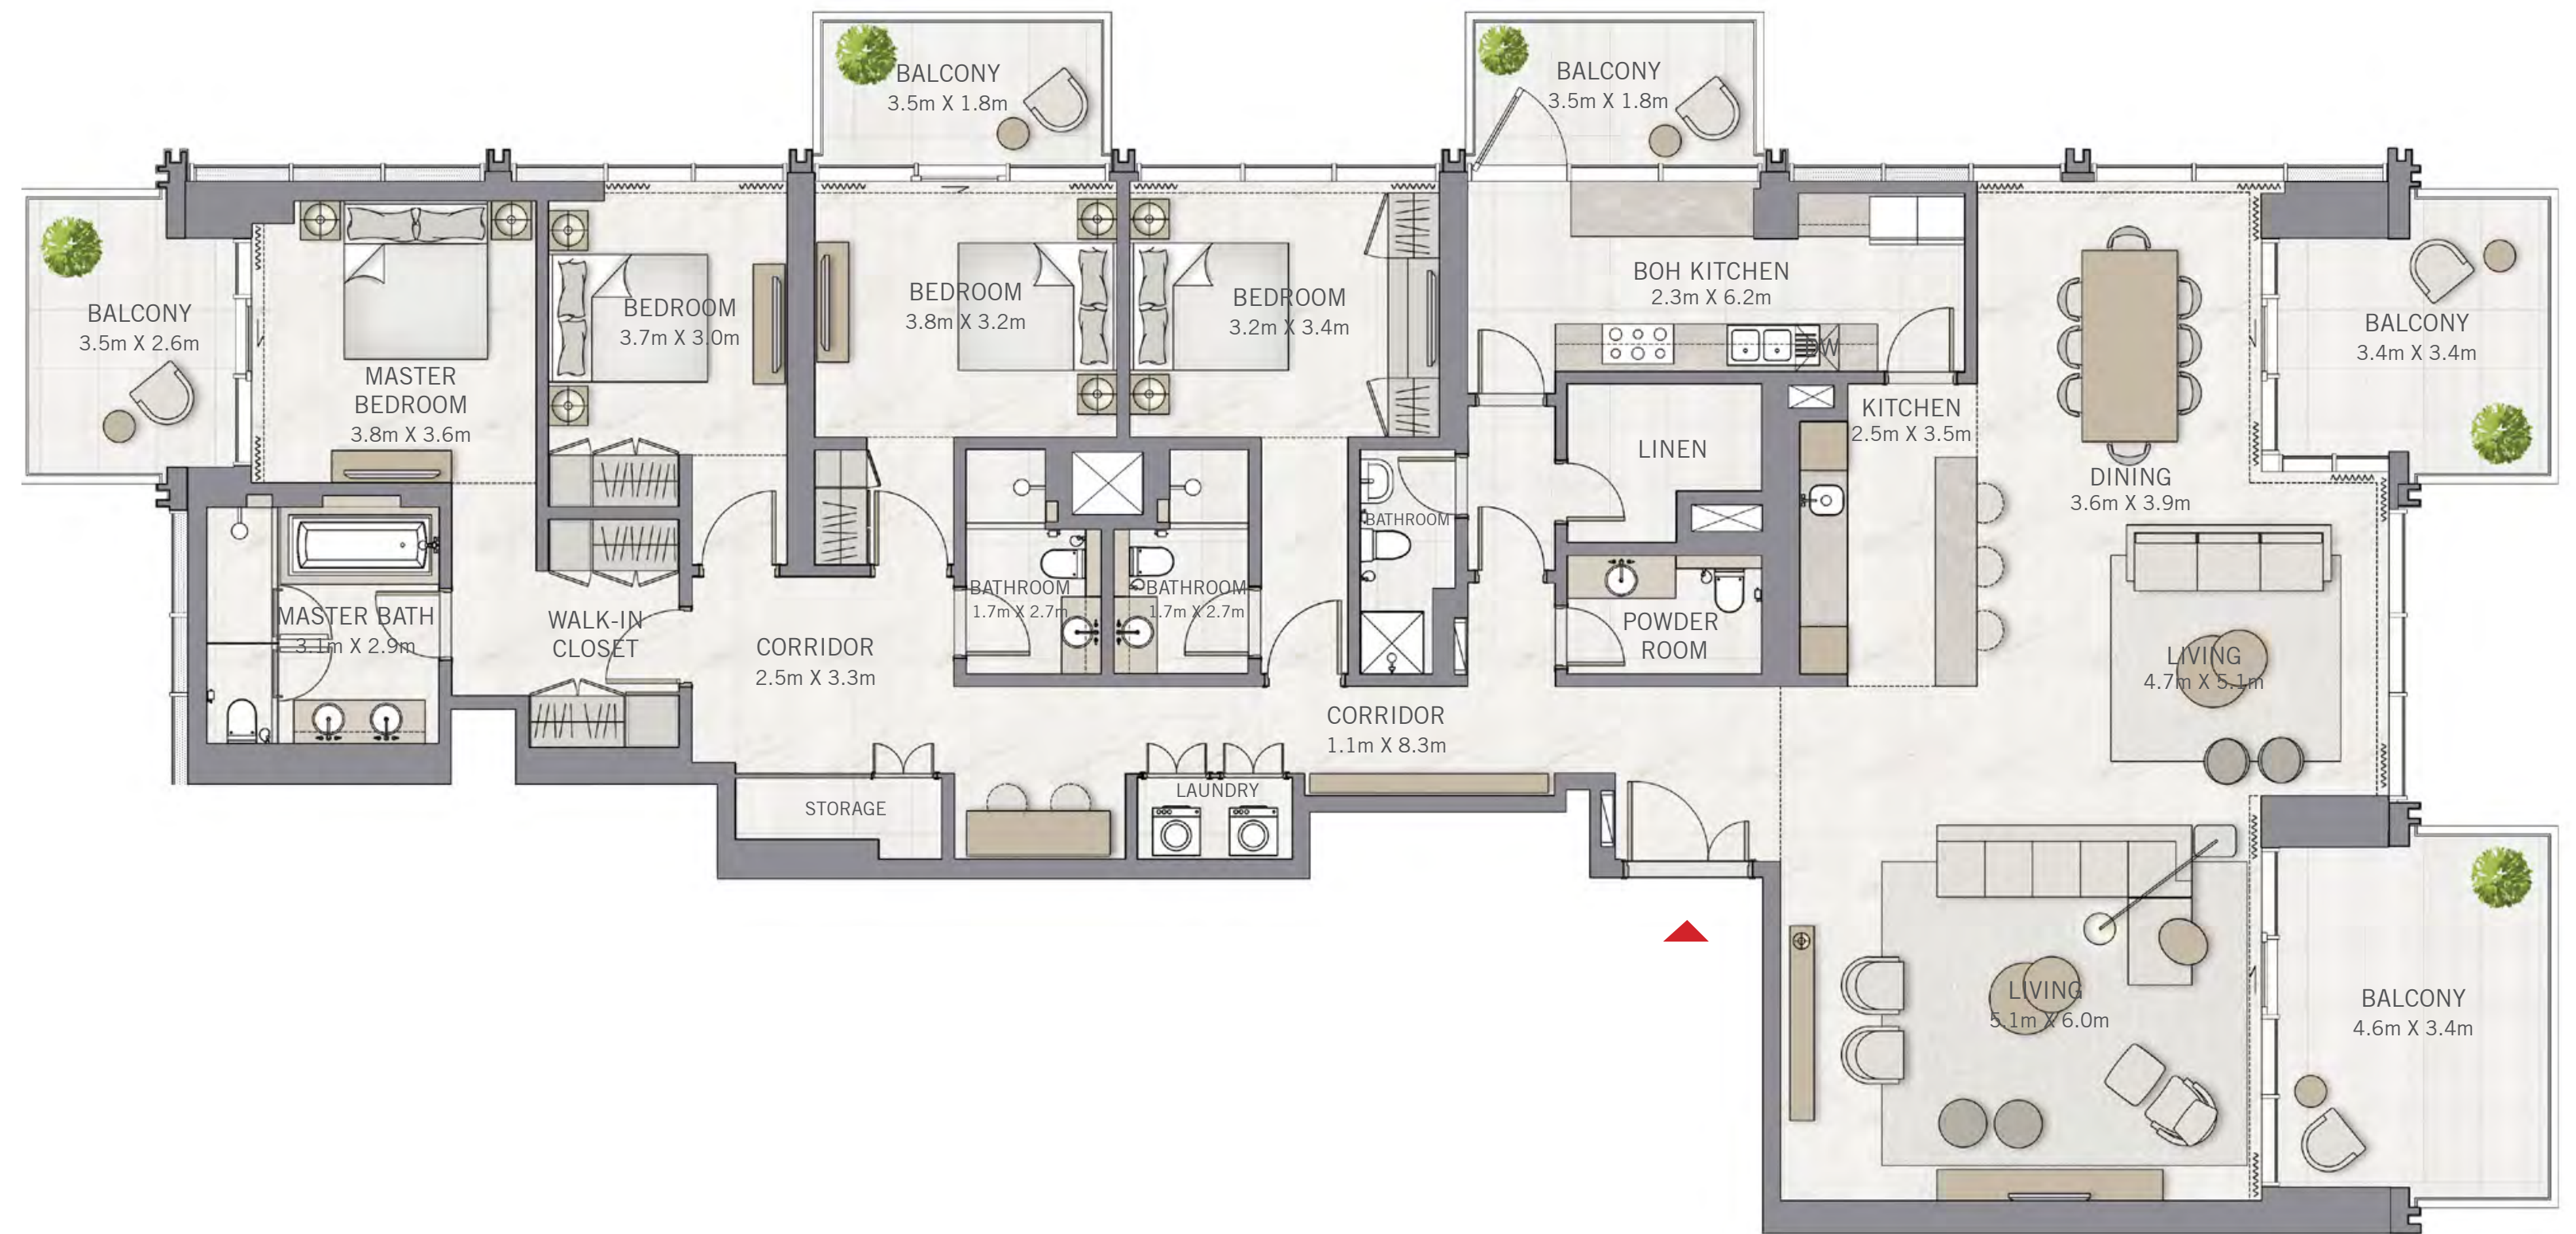 BALCONY
3.5m X 1.8m
BALCONY
3.5m X 1.8m
BALCONY
3.5m X 2.6m
MASTER
BEDROOM
3.8m X 3.6m
BEDROOM
3.7m X 3.0m
BEDROOM
3.8m X 3.2m
BEDROOM
3.2m X 3.4m
BOH KITCHEN
2.3m X 6.2m
DW
KITCHEN
2.5m X 3.5m
LINEN
DINING
3.6m X 3.9m
BALCONY
3.4m X 3.4m
MASTER BATH
3.1m X 2.9m
WALK-IN
CLOSET
CORRIDOR
2.5m X 3.3m
BATHROOM
1.7m X 2.7m
BATHROOM
1.7m X 2.7m
BATHROOM
POWDER
ROOM
LIVING
4.7m X 5.1m
CORRIDOR
1.1m X 8.3m
STORAGE
LAUNDRY
LIVING
5.1m X 6.0m
BALCONY
4.6m X 3.4m